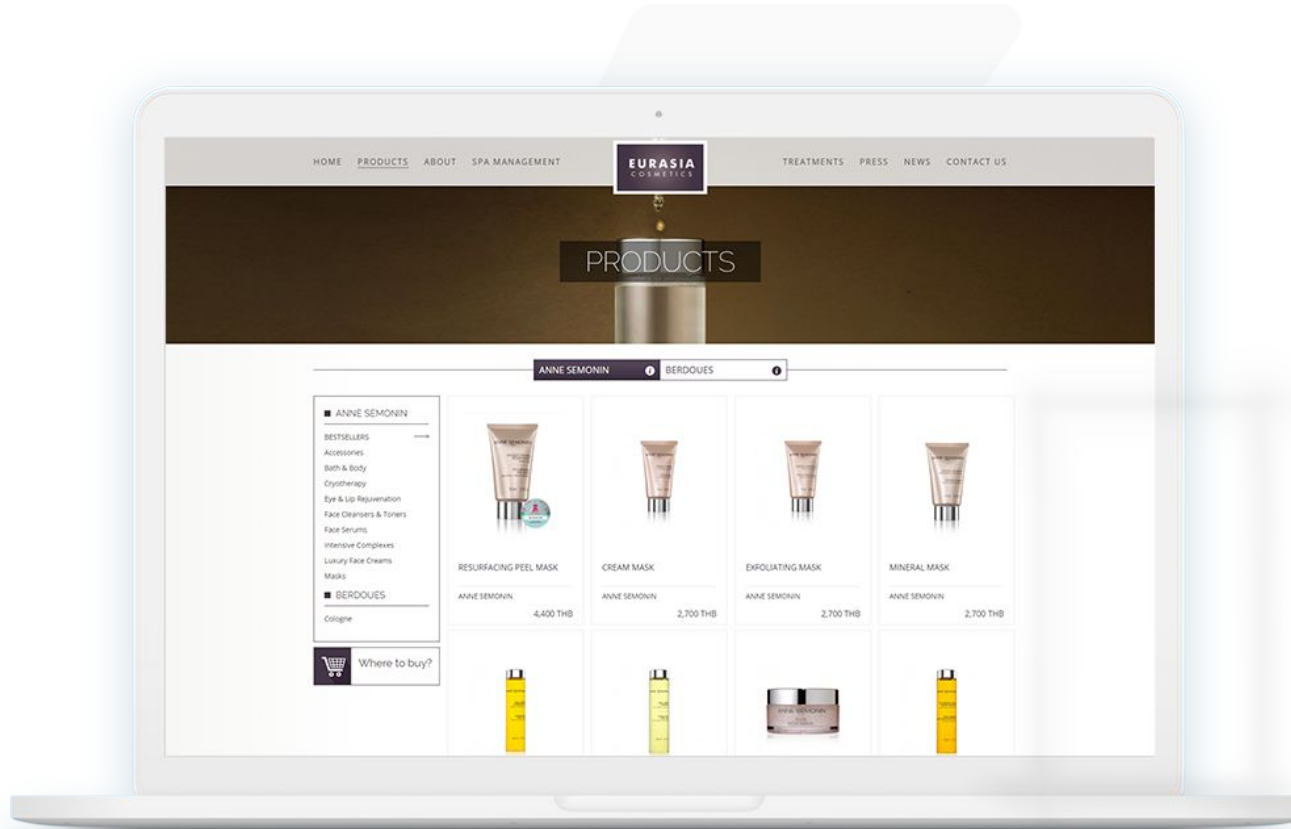 HOME PRODUCTS ABOUT SPA MANAGEMENT
EURASIA
COSMETICS
TREATMENTS PRESS NEWS CONTACT US
PRODUCTS
ANNE SEMONIN
BERDOUES
ANNE SEMONIN
BESTSELLERS
Accessories
Bath & Body
Cryotherapy
Eye & Lip Rejuvenation
Face Cleansers & Toners
Face Serums
Intensive Complexes
Luxury Face Creams
Masks
BERDOUES
Cologne
Where to buy?
ANNE SEMONIN
RESURFACING PEEL MASK
ANNE SEMONIN
4,400 THB
CREAM MASK
ANNE SEMONIN
2,700 THB
EXFOLIATING MASK
ANNE SEMONIN
2,700 THB
MINERAL MASK
ANNE SEMONIN
2,700 THB
ANNE SEMONIN